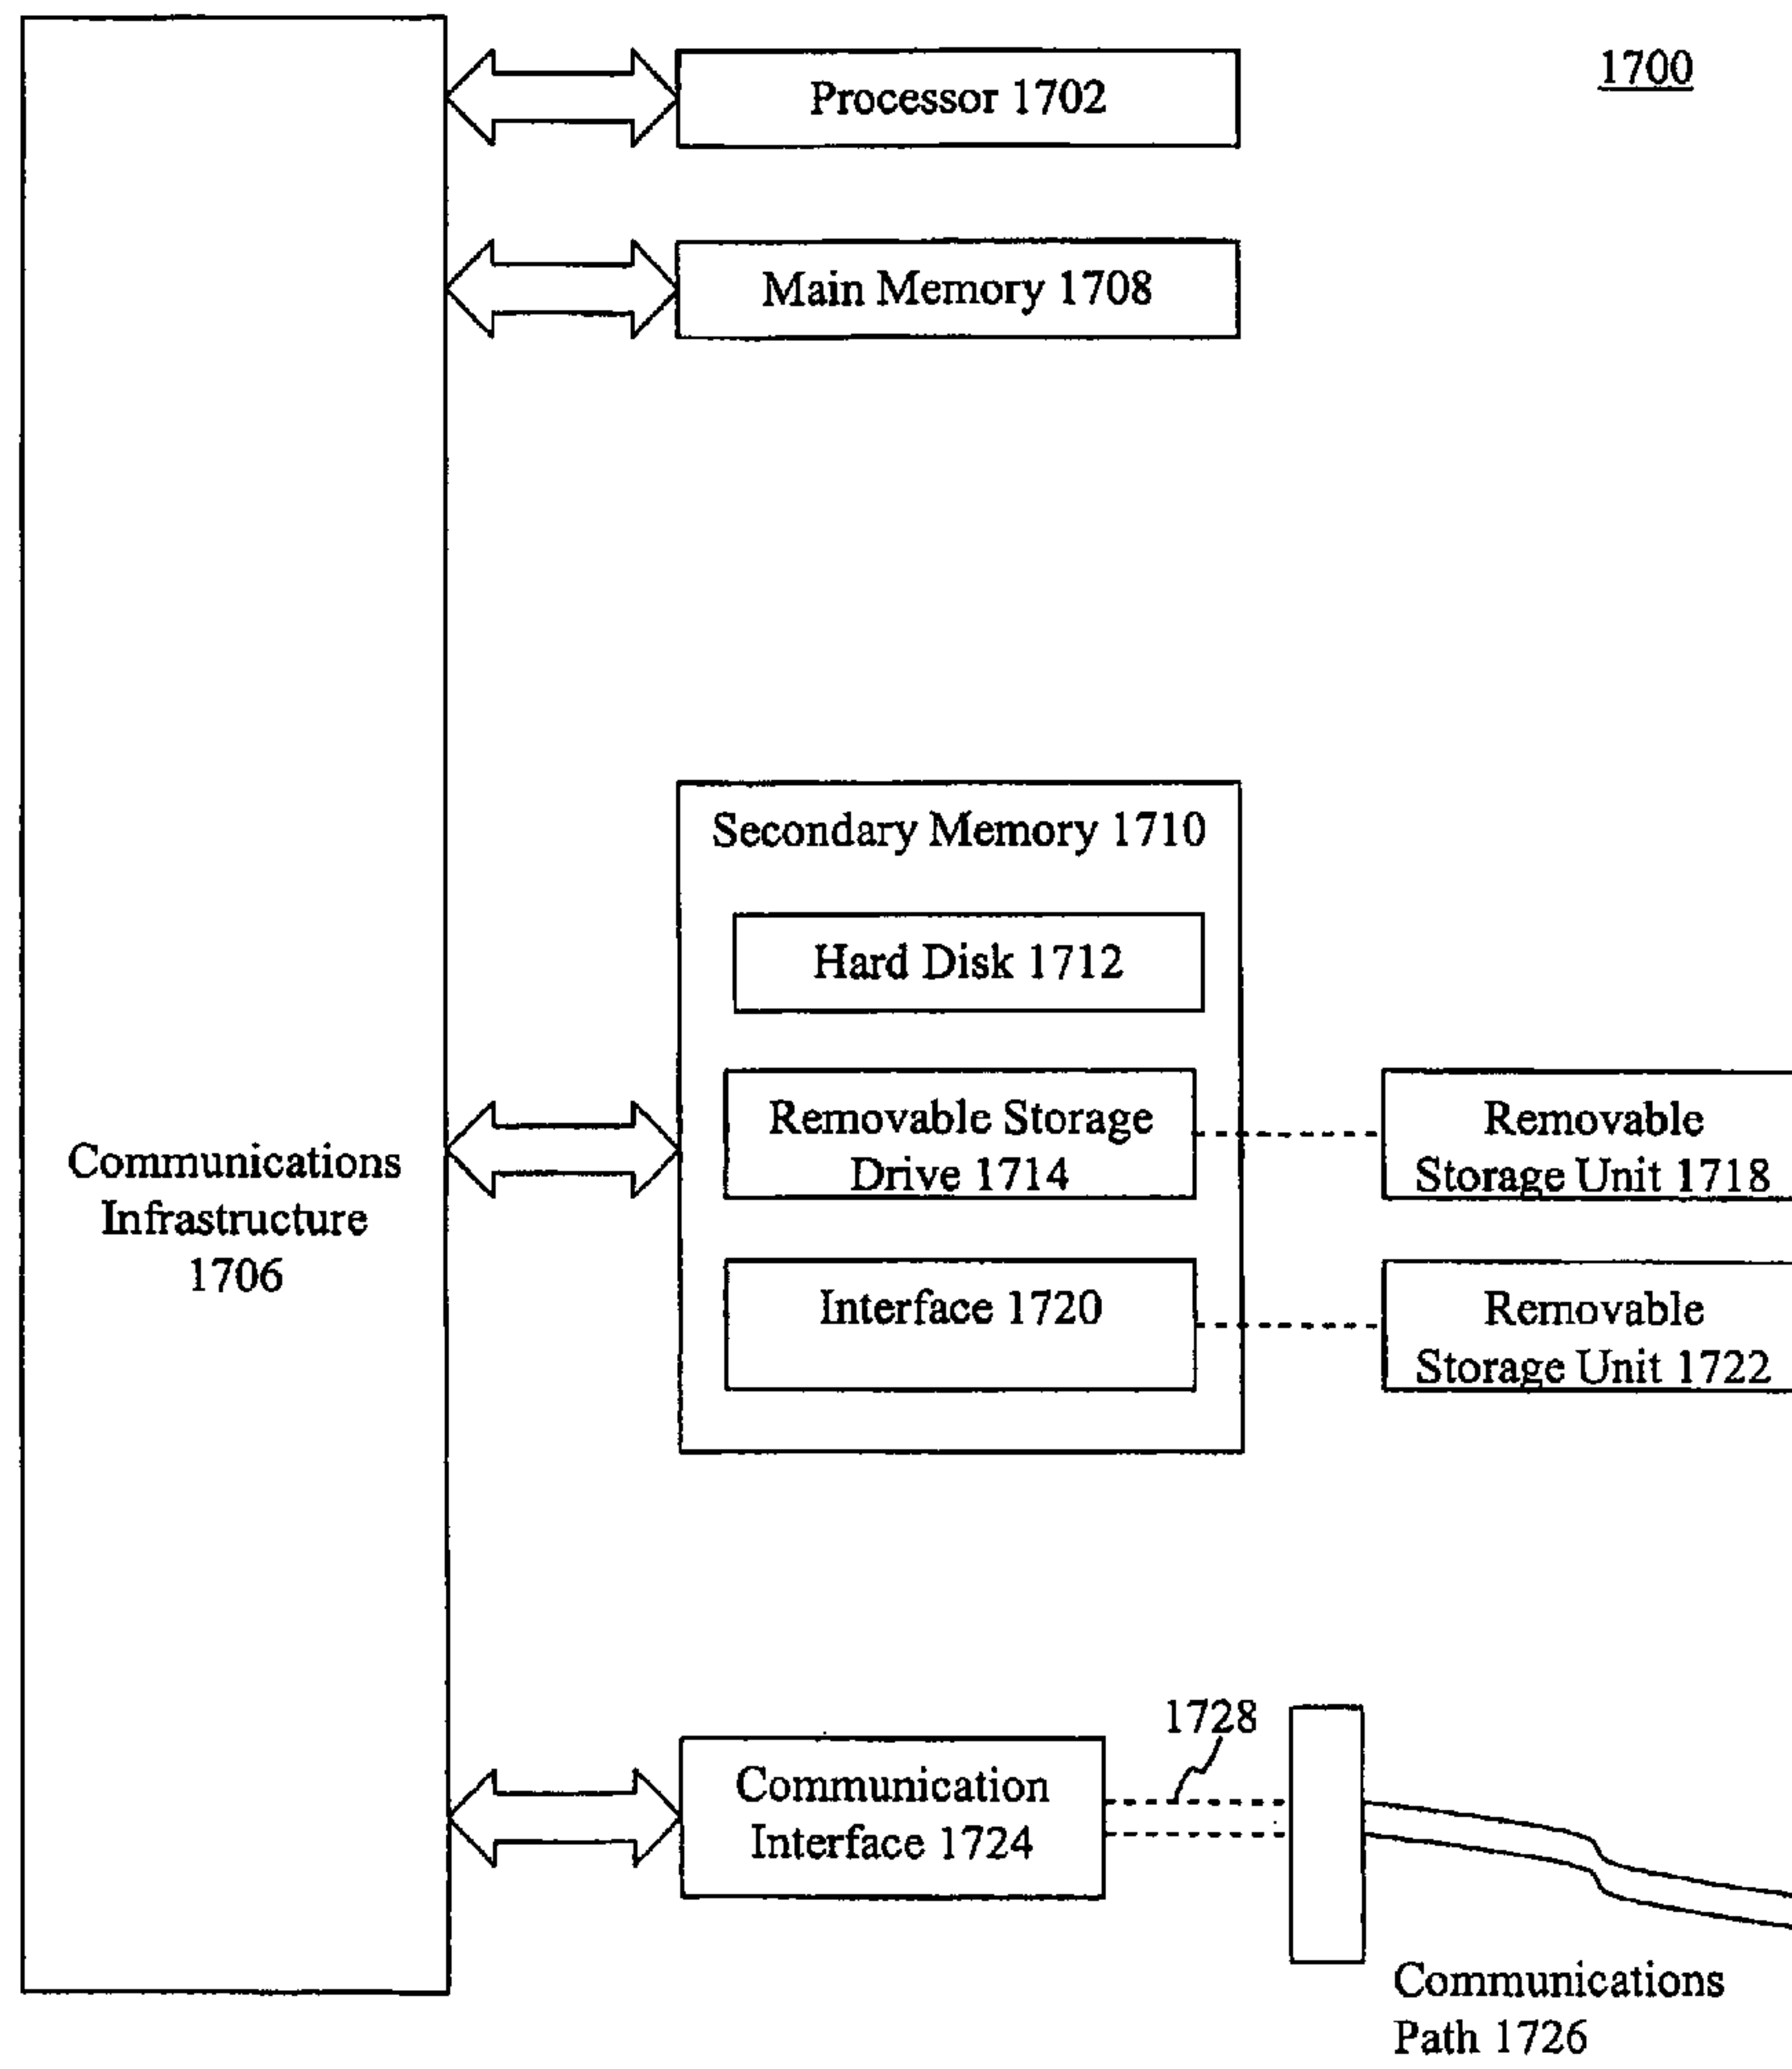 1700
Processor 1702
Main Memory 1708
Secondary Memory 1710
Hard Disk 1712
Removable Storage
Drive 1714
Removable
Storage Unit 1718
Communications
Infrastructure
1706
Interface 1720
Removable
Storage Unit 1722
1728
Communication
Interface 1724
Communications
Path 1726